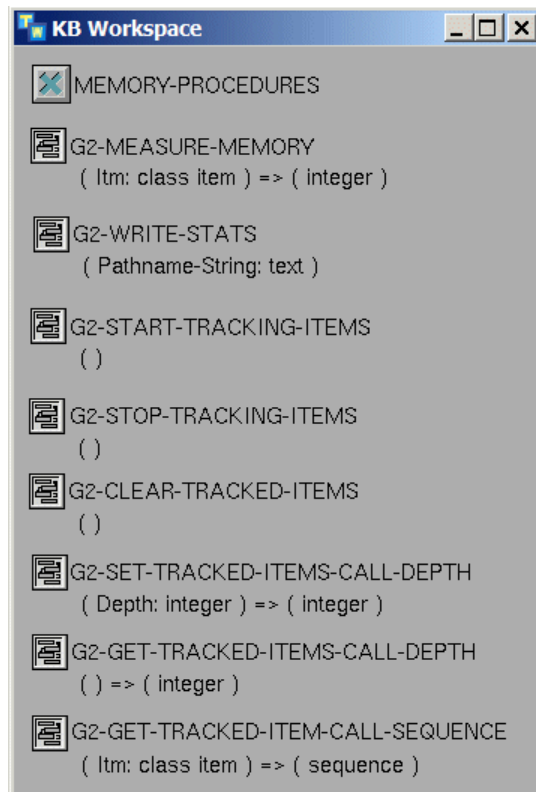 Tw KB Workspace
MEMORY-PROCEDURES
G2-MEASURE-MEMORY
( Itm: class item ) => ( integer )
G2-WRITE-STATS
( Pathname-String: text )
G2-START-TRACKING-ITEMS
( )
G2-STOP-TRACKING-ITEMS
( )
G2-CLEAR-TRACKED-ITEMS
( )
G2-SET-TRACKED-ITEMS-CALL-DEPTH
( Depth: integer ) => ( integer )
G2-GET-TRACKED-ITEMS-CALL-DEPTH
( ) => ( integer )
G2-GET-TRACKED-ITEM-CALL-SEQUENCE
( Itm: class item ) => ( sequence )